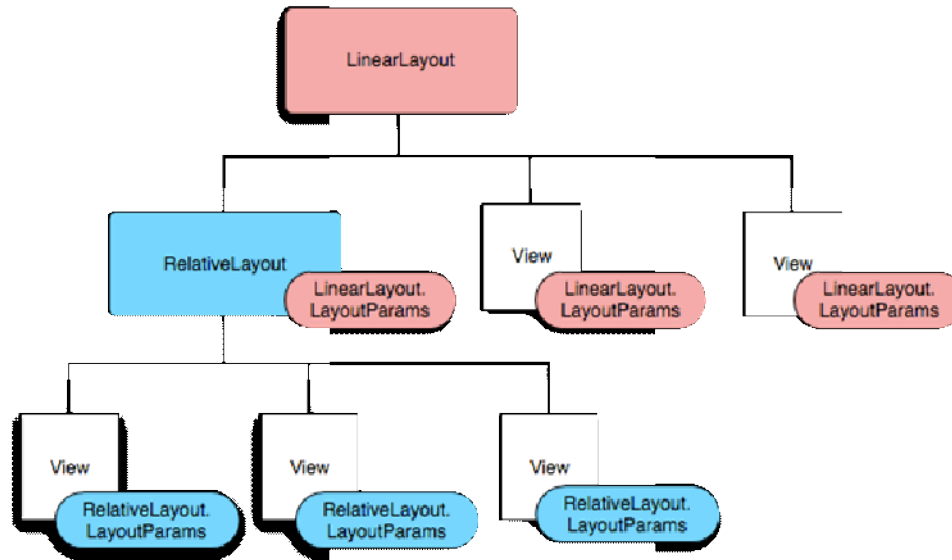 LinearLayout
RelativeLayout
LinearLayout.
LayoutParams
View
LinearLayout.
LayoutParams
View
LinearLayout.
LayoutParams
View
RelativeLayout.
LayoutParams
View
RelativeLayout.
LayoutParams
View
RelativeLayout.
LayoutParams